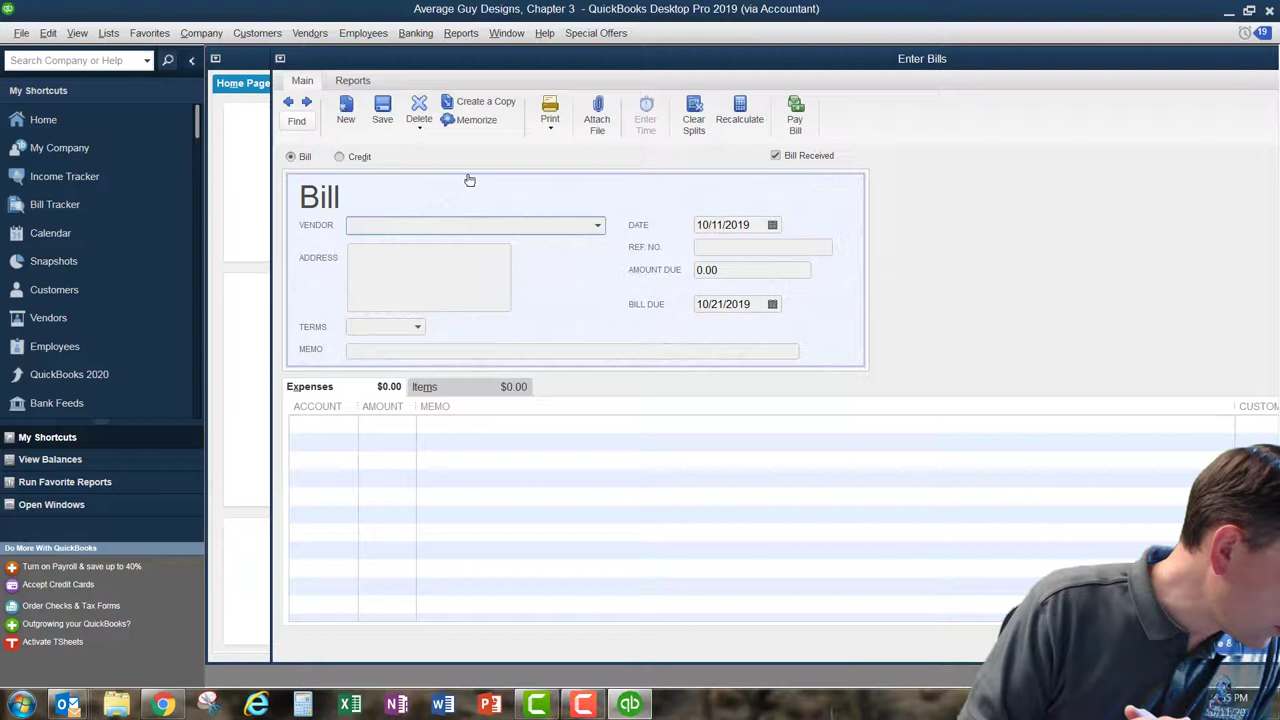 Average Guy Designs, Chapter 3 - QuickBooks Desktop Pro 2019 (via Accountant)
File Edit View Lists Favorites Company Customers Vendors Employees Banking Reports Window Help Special Offers 19
Search Company or Help
My Shortcuts
Home
My Company
Income Tracker
Bill Tracker
Calendar
Snapshots
Customers
Vendors
Employees
QuickBooks 2020
Bank Feeds
My Shortcuts
View Balances
Run Favorite Reports
Open Windows
Do More With QuickBooks
Turn on Payroll & save up to 40%
Accept Credit Cards
Order Checks & Tax Forms
Outgrowing your QuickBooks?
Activate TSheets
Home Page
Enter Bills
Main Reports
Find
New
Save
Delete
Create a Copy
Memorize
Print
Attach File
Enter Time
Clear Splits
Recalculate
Pay Bill
Bill Credit
Bill Received
Bill
VENDOR
DATE 10/11/2019
REF. NO.
ADDRESS
AMOUNT DUE 0.00
BILL DUE 10/21/2019
TERMS
MEMO
Expenses $0.00 Items $0.00
ACCOUNT AMOUNT MEMO